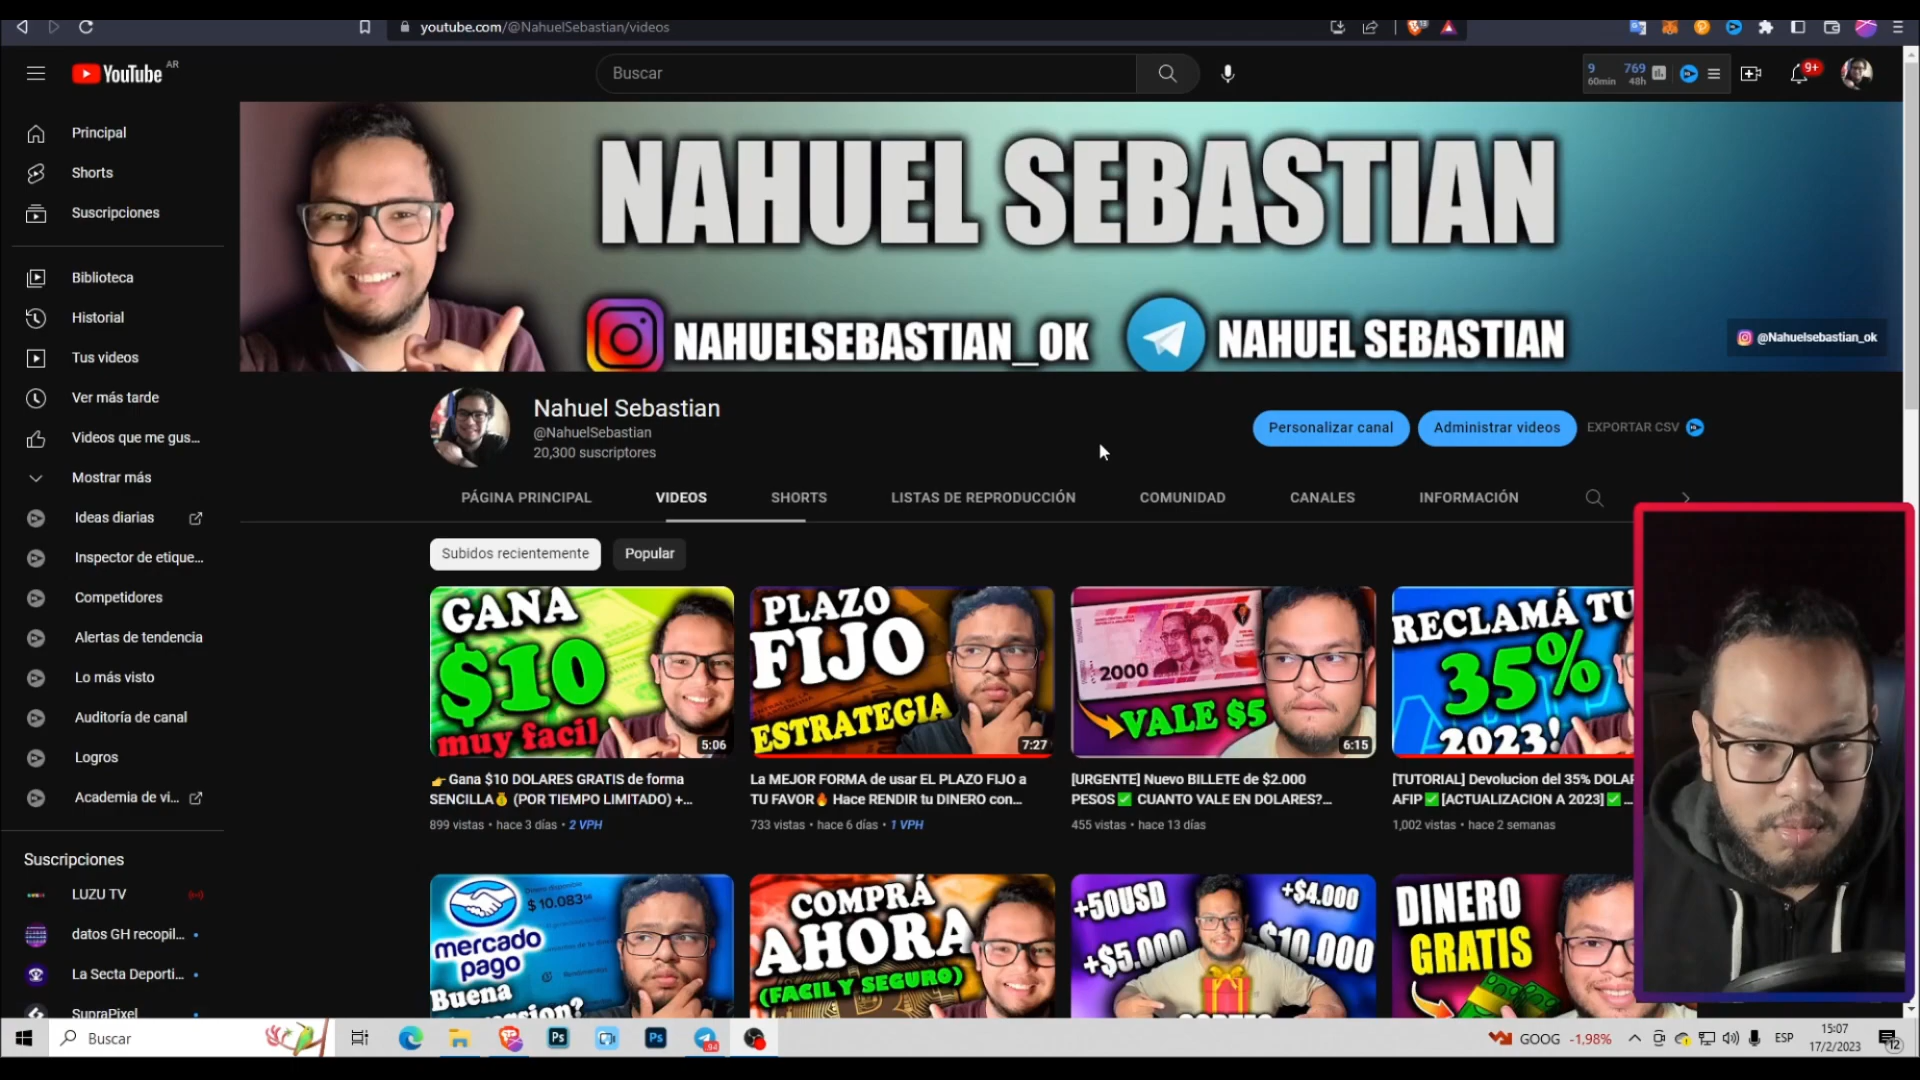 youtube.com/@NahuelSebastian/videos
YouTube AR
Buscar
9
60min
769
48h
9+
Principal
Shorts
Suscripciones
Biblioteca
Historial
Tus videos
Ver más tarde
Videos que me gus...
Mostrar más
Ideas diarias
Inspector de etique...
Competidores
Alertas de tendencia
Lo más visto
Auditoría de canal
Logros
Academia de vi...
Suscripciones
LUZU TV
datos GH recopil...
La Secta Deporti...
SupraPixel
NAHUEL SEBASTIAN
NAHUELSEBASTIAN_OK
NAHUEL SEBASTIAN
@Nahuelsebastian_ok
Nahuel Sebastian
@NahuelSebastian
20,300 suscriptores
Personalizar canal
Administrar videos
EXPORTAR CSV
PÁGINA PRINCIPAL
VIDEOS
SHORTS
LISTAS DE REPRODUCCIÓN
COMUNIDAD
CANALES
INFORMACIÓN
Subidos recientemente
Popular
GANA
$10
muy facil
5:06
PLAZO
FIJO
ESTRATEGIA
7:27
2000
VALE $5
6:15
RECLAMÁ TU
35%
2023!
👉Gana $10 DOLARES GRATIS de forma
SENCILLA💰 (POR TIEMPO LIMITADO) +...
899 vistas • hace 3 días • 2 VPH
La MEJOR FORMA de usar EL PLAZO FIJO a
TU FAVOR🔥 Hace RENDIR tu DINERO con...
733 vistas • hace 6 días • 1 VPH
[URGENTE] Nuevo BILLETE de $2.000
PESOS✅ CUANTO VALE EN DOLARES?...
455 vistas • hace 13 días
[TUTORIAL] Devolucion del 35% DOLAR
AFIP✅[ACTUALIZACION A 2023]✅...
1,002 vistas • hace 2 semanas
$ 10.083
mercado
pago
Buena
COMPRÁ
AHORA
(FACIL Y SEGURO)
+50USD
+$4.000
+$5.000
$10.000
DINERO
GRATIS
Buscar
94
GOOG -1,98%
ESP
15:07
17/2/2023
12